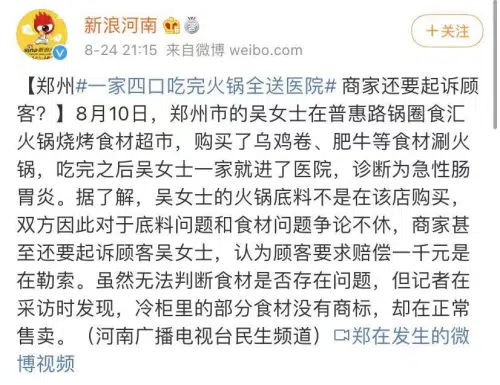 新浪河南
8-24 21:15 来自微博 weibo.com
+关注
【郑州#一家四口吃完火锅全送医院# 商家还要起诉顾
客？】8月10日，郑州市的吴女士在普惠路锅圈食汇
火锅烧烤食材超市，购买了乌鸡卷、肥牛等食材涮火
锅，吃完之后吴女士一家就进了医院，诊断为急性肠
胃炎。据了解，吴女士的火锅底料不是在该店购买，
双方因此对于底料问题和食材问题争论不休，商家甚
至还要起诉顾客吴女士，认为顾客要求赔偿一千元是
在勒索。虽然无法判断食材是否存在问题，但记者在
采访时发现，冷柜里的部分食材没有商标，却在正常
售卖。（河南广播电视台民生频道）郑在发生的微
博视频